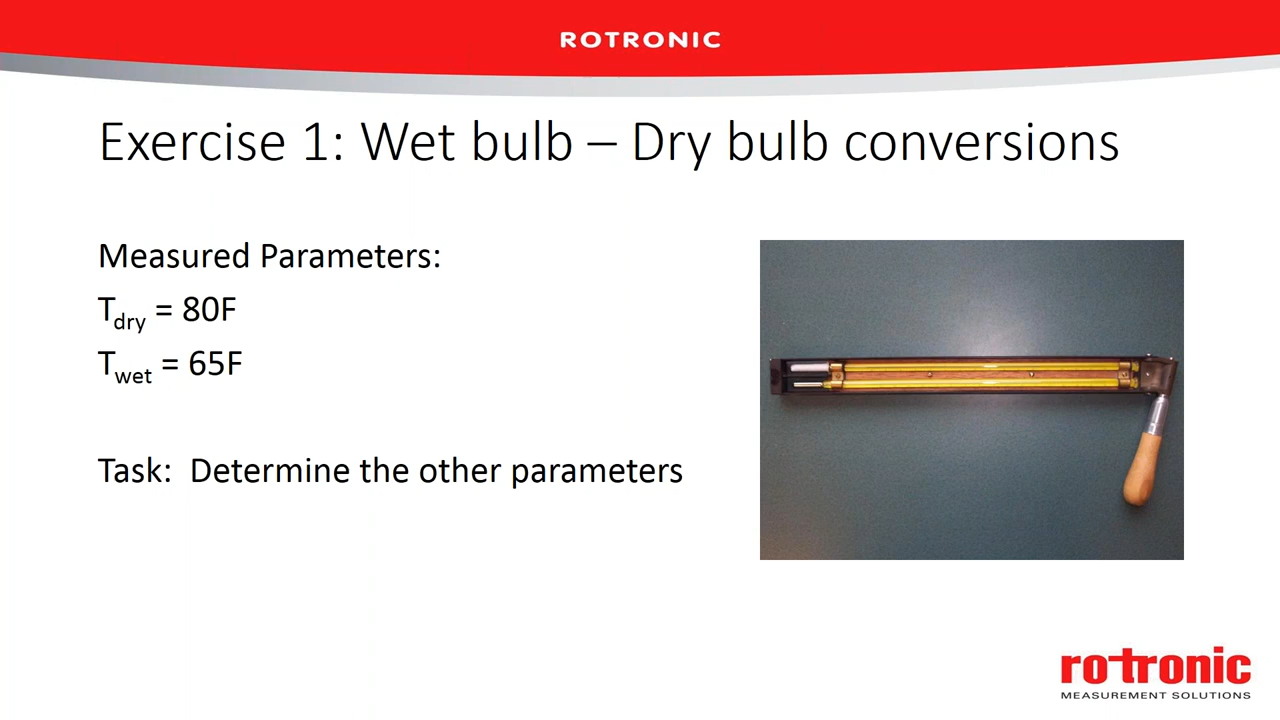 ROTRONIC
Exercise 1: Wet bulb – Dry bulb conversions
Measured Parameters:
Tdry = 80F
Twet = 65F
Task:  Determine the other parameters
rotronic
MEASUREMENT SOLUTIONS